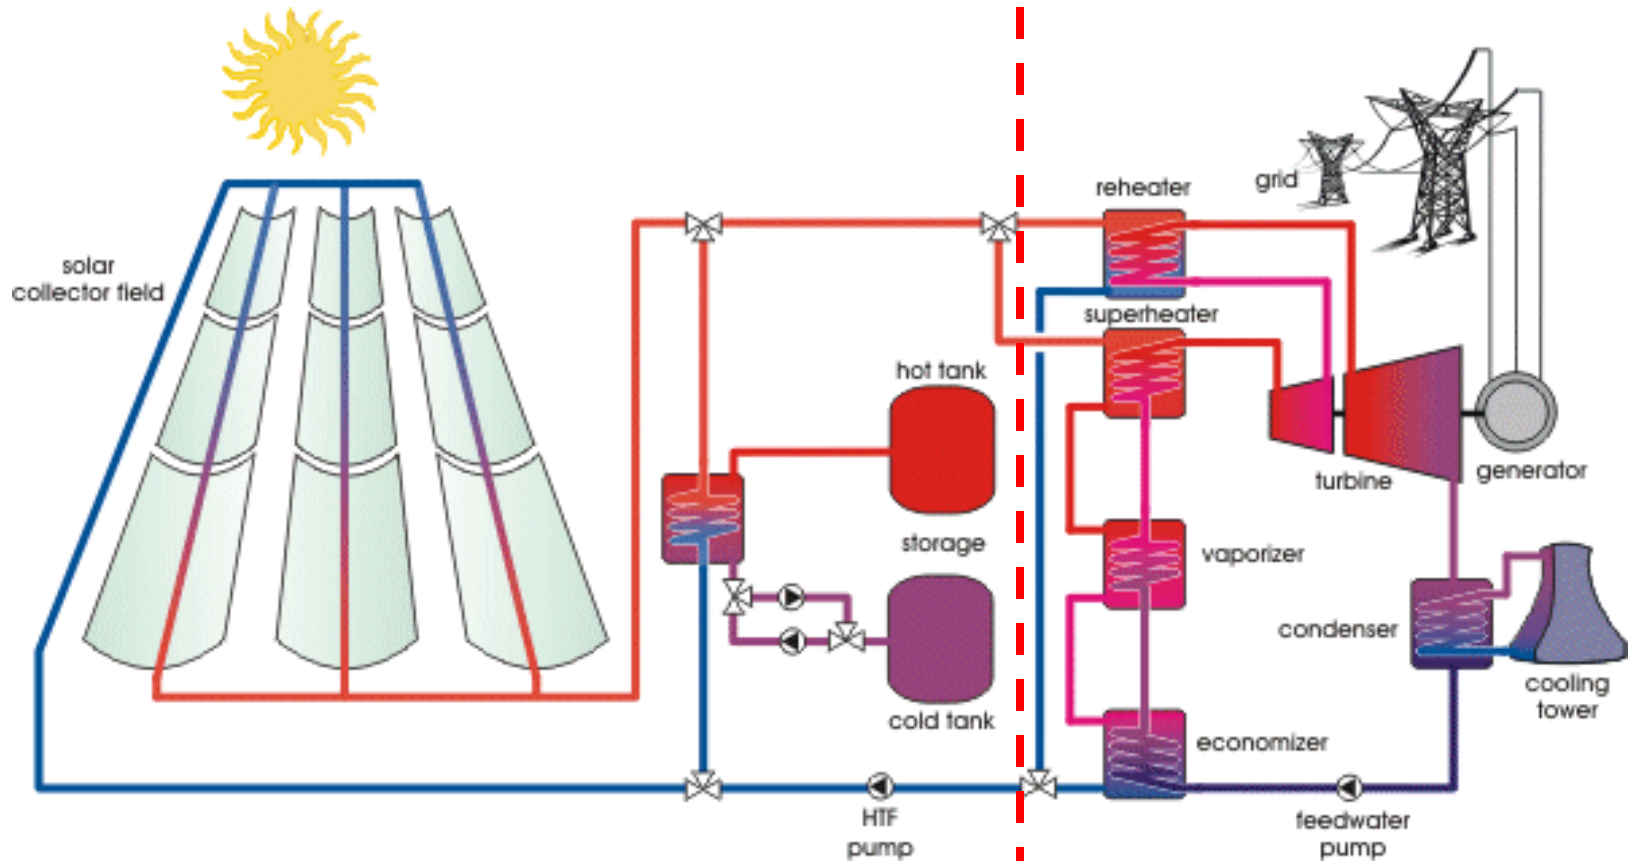 grid
reheater
solar
collector field
superheater
hot tank
turbine
generator
storage
vaporizer
condenser
cooling
tower
cold tank
economizer
HTF
pump
feedwater
pump